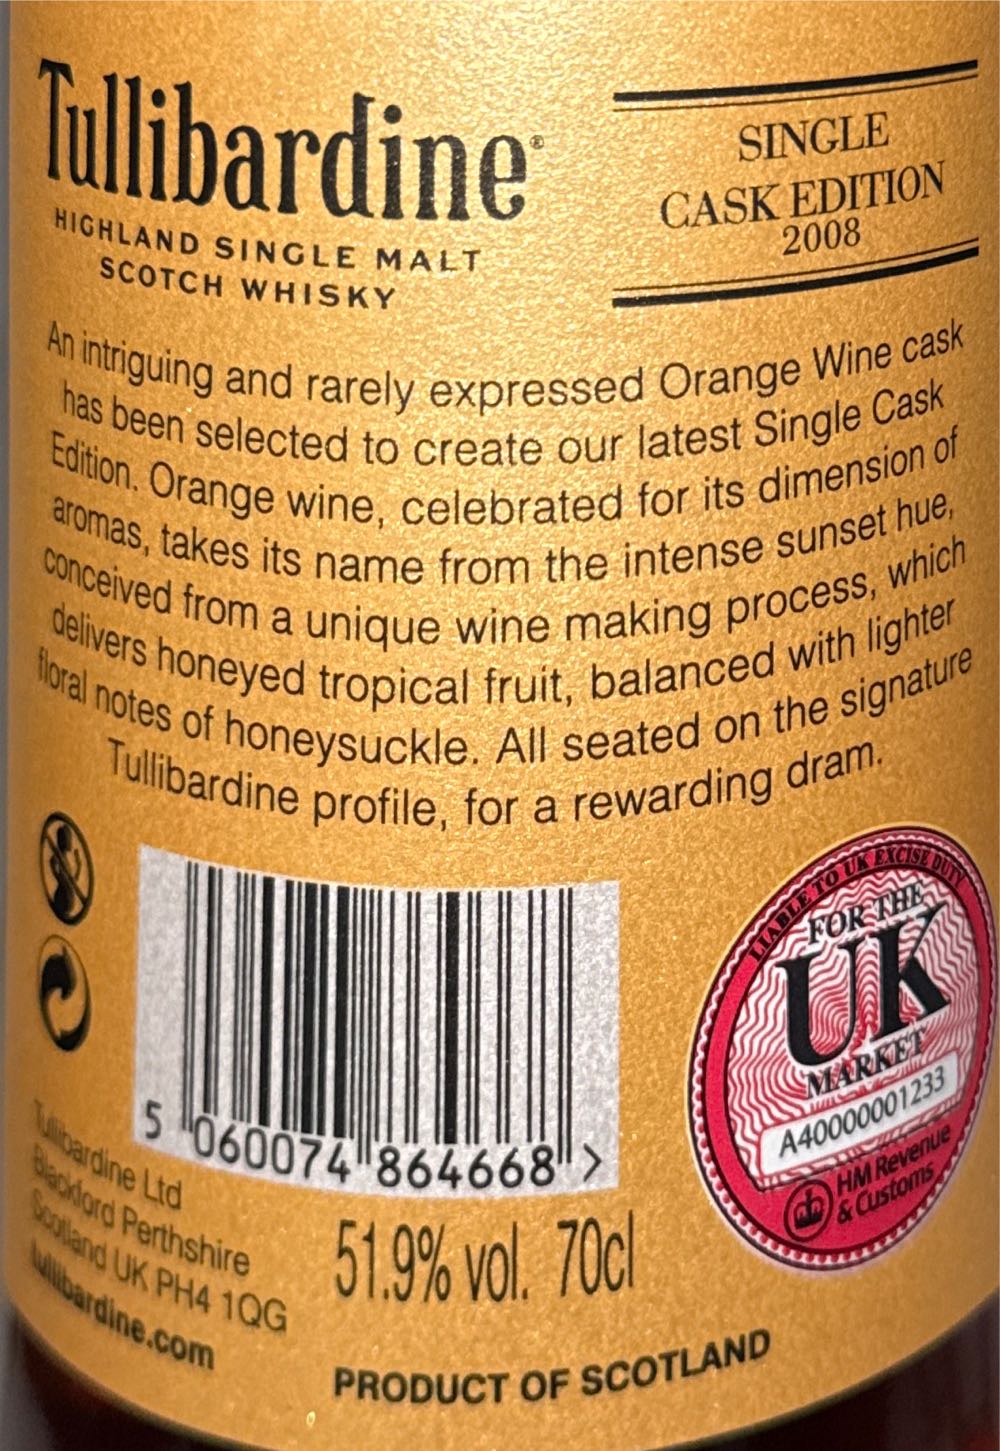 Tullibardine®
HIGHLAND SINGLE MALT
SCOTCH WHISKY
SINGLE
CASK EDITION
2008
An intriguing and rarely expressed Orange Wine cask
has been selected to create our latest Single Cask
Edition. Orange wine, celebrated for its dimension of
aromas, takes its name from the intense sunset hue,
conceived from a unique wine making process, which
delivers honeyed tropical fruit, balanced with lighter
floral notes of honeysuckle. All seated on the signature
Tullibardine profile, for a rewarding dram.
5 060074 864668 >
LIABLE TO UK EXCISE DUTY
FOR THE
UK
MARKET
A40000001233
HM Revenue
& Customs
Tullibardine Ltd
Blackford Perthshire
Scotland UK PH4 1QG
tullibardine.com
51.9% vol. 70cl
PRODUCT OF SCOTLAND